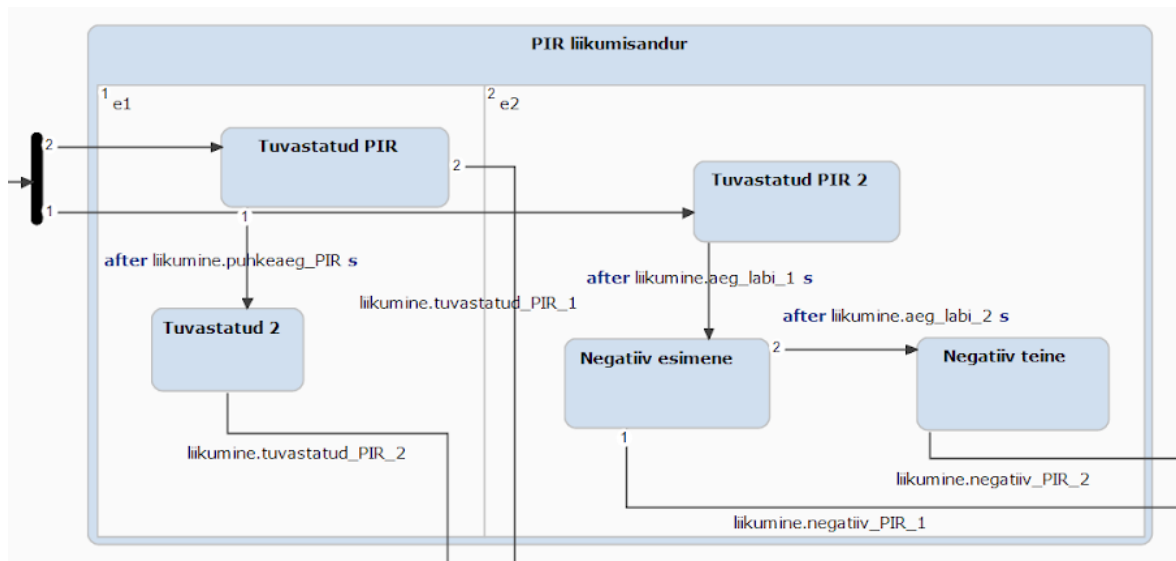 PIR liikumisandur
1
e1
2
e2
2
Tuvastatud PIR
2
Tuvastatud PIR 2
1
1
after liikumine.puhkeaeg_PIR s
after liikumine.aeg_labi_1 s
liikumine.tuvastatud_PIR_1
after liikumine.aeg_labi_2 s
Tuvastatud 2
Negatiiv esimene
2
Negatiiv teine
1
liikumine.tuvastatud_PIR_2
liikumine.negatiiv_PIR_2
liikumine.negatiiv_PIR_1